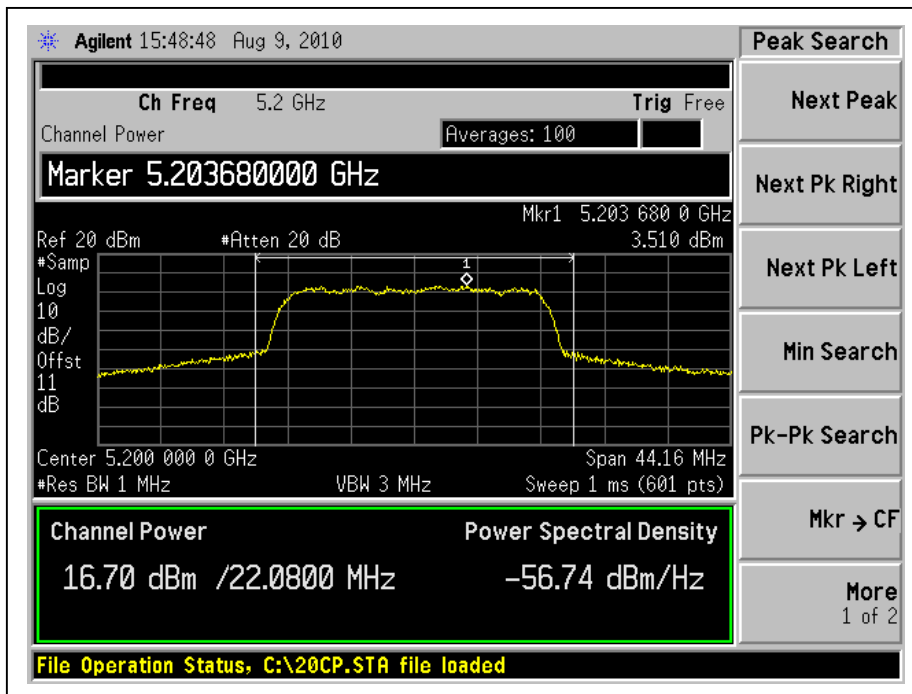 Agilent 15:48:48 Aug 9, 2010
Peak Search
Ch Freq 5.2 GHz Trig Free
Channel Power Averages: 100
Marker 5.203680000 GHz
Mkr1 5.203 680 0 GHz
Ref 20 dBm #Atten 20 dB 3.510 dBm
#Samp
Log
10
dB/
Offst
11
dB
1
Center 5.200 000 0 GHz Span 44.16 MHz
#Res BW 1 MHz VBW 3 MHz Sweep 1 ms (601 pts)
Channel Power Power Spectral Density
16.70 dBm /22.0800 MHz -56.74 dBm/Hz
File Operation Status, C:\20CP.STA file loaded
Next Peak
Next Pk Right
Next Pk Left
Min Search
Pk-Pk Search
Mkr → CF
More
1 of 2